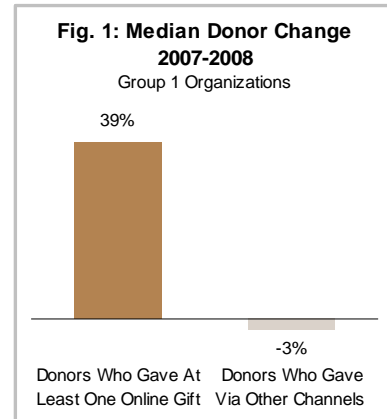 Fig. 1: Median Donor Change
2007-2008
Group 1 Organizations
39%
-3%
Donors Who Gave At
Least One Online Gift
Donors Who Gave
Via Other Channels